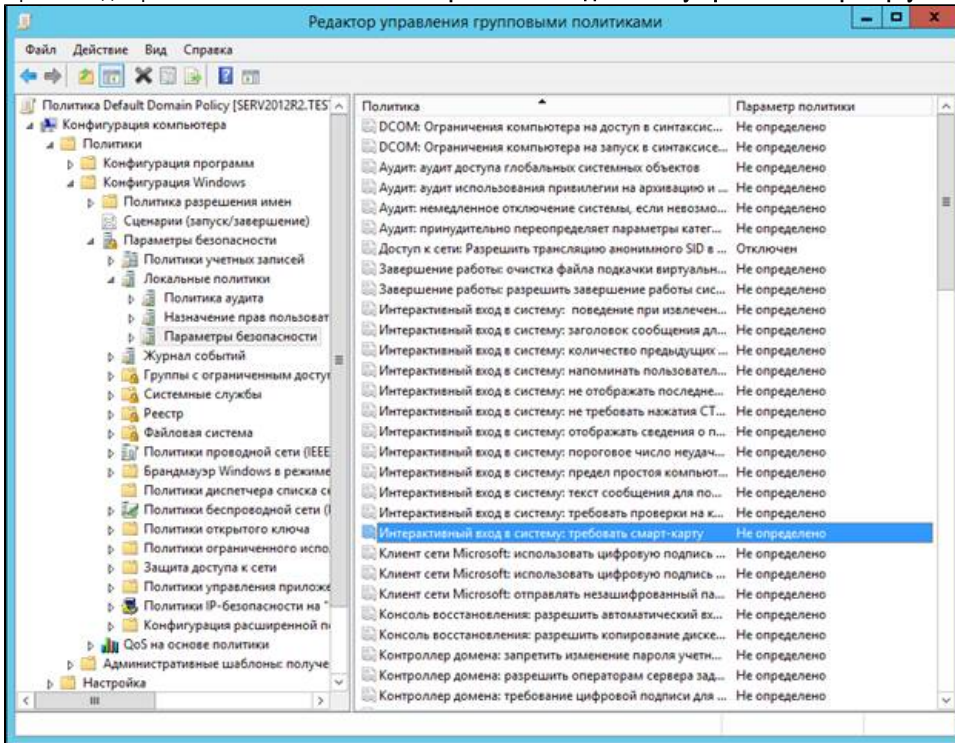 Редактор управления групповыми политиками
Файл Действие Вид Справка
Политика Default Domain Policy [SERV2012R2.TES
Конфигурация компьютера
Политики
Конфигурация программ
Конфигурация Windows
Политика разрешения имен
Сценарии (запуск/завершение)
Параметры безопасности
Политики учетных записей
Локальные политики
Политика аудита
Назначение прав пользоват
Параметры безопасности
Журнал событий
Группы с ограниченным доступ
Системные службы
Реестр
Файловая система
Политики проводной сети (IEEE
Брандмауэр Windows в режиме
Политики диспетчера списка се
Политики беспроводной сети (I
Политики открытого ключа
Политики ограниченного испо.
Защита доступа к сети
Политики управления приложе
Политики IP-безопасности на "
Конфигурация расширенной п
QoS на основе политики
Административные шаблоны: получе
Настройка
Политика Параметр политики
DCOM: Ограничения компьютера на доступ в синтаксис... Не определено
DCOM: Ограничения компьютера на запуск в синтаксисе... Не определено
Аудит: аудит доступа глобальных системных объектов Не определено
Аудит: аудит использования привилегии на архивацию и ... Не определено
Аудит: немедленное отключение системы, если невозмо... Не определено
Аудит: принудительно переопределяет параметры катег... Не определено
Доступ к сети: Разрешить трансляцию анонимного SID в ... Отключен
Завершение работы: очистка файла подкачки виртуальн... Не определено
Завершение работы: разрешить завершение работы сис... Не определено
Интерактивный вход в систему: поведение при извлечен... Не определено
Интерактивный вход в систему: заголовок сообщения дл... Не определено
Интерактивный вход в систему: количество предыдущих ... Не определено
Интерактивный вход в систему: напоминать пользовател... Не определено
Интерактивный вход в систему: не отображать последне... Не определено
Интерактивный вход в систему: не требовать нажатия CT... Не определено
Интерактивный вход в систему: отображать сведения о п... Не определено
Интерактивный вход в систему: пороговое число неудач... Не определено
Интерактивный вход в систему: предел простоя компьют... Не определено
Интерактивный вход в систему: текст сообщения для по... Не определено
Интерактивный вход в систему: требовать проверки на к... Не определено
Интерактивный вход в систему: требовать смарт-карту Не определено
Клиент сети Microsoft: использовать цифровую подпись ... Не определено
Клиент сети Microsoft: использовать цифровую подпись ... Не определено
Клиент сети Microsoft: отправлять незашифрованный па... Не определено
Консоль восстановления: разрешить автоматический вх... Не определено
Консоль восстановления: разрешить копирование диске... Не определено
Контроллер домена: запретить изменение пароля учетн... Не определено
Контроллер домена: разрешить операторам сервера зад... Не определено
Контроллер домена: требование цифровой подписи для ... Не определено